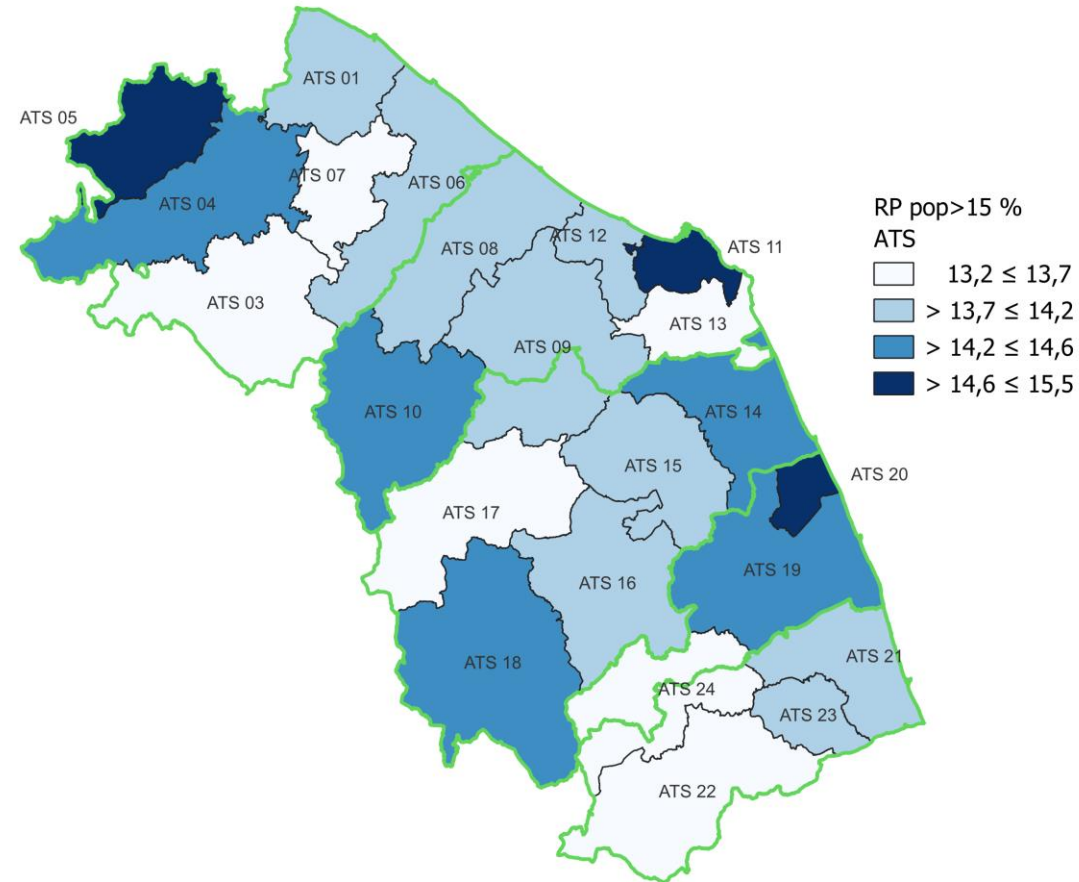 ATS 01
ATS 05
ATS 07
ATS 06
ATS 04
ATS 12
ATS 08
ATS 11
ATS 03
ATS 13
ATS 09
ATS 10
ATS 14
ATS 15
ATS 20
ATS 17
ATS 19
ATS 16
ATS 21
ATS 18
ATS 24
ATS 23
ATS 22
RP pop>15 %
ATS
13,2 ≤ 13,7
> 13,7 ≤ 14,2
> 14,2 ≤ 14,6
> 14,6 ≤ 15,5